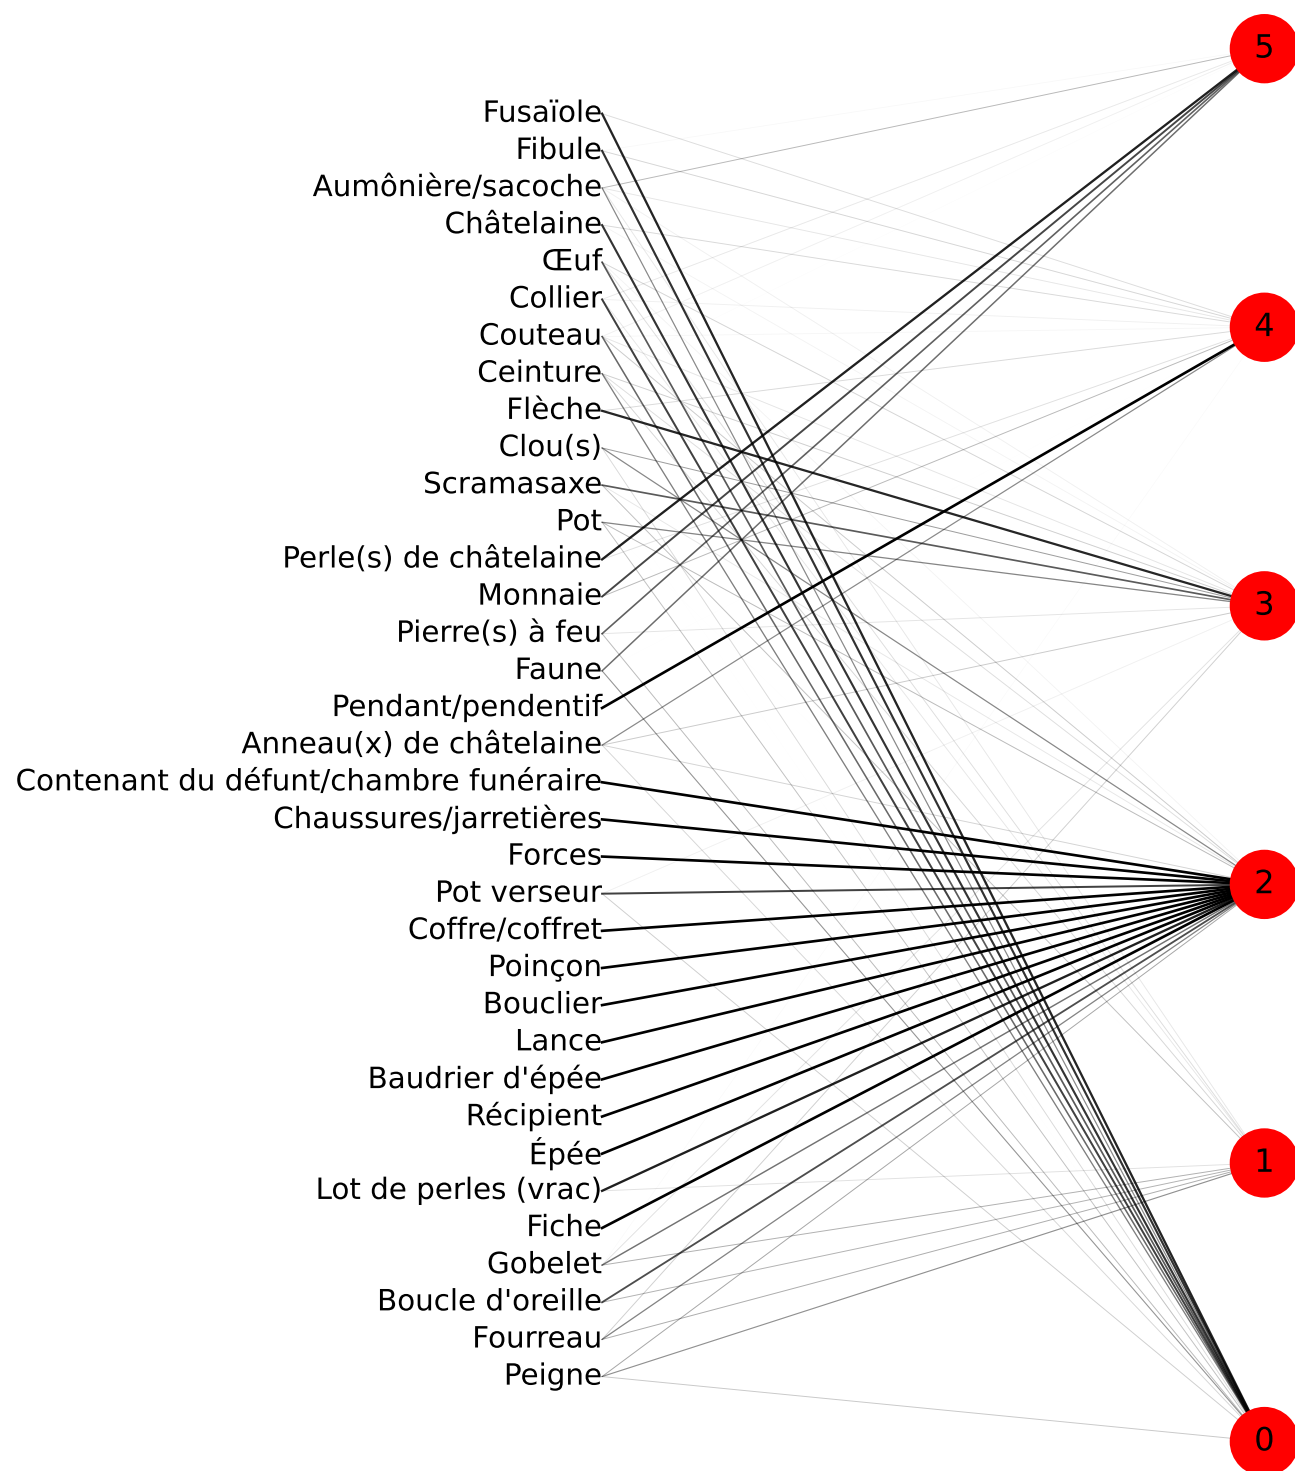 5
Fusaïole
Fibule
Aumônière/sacoche
Châtelaine
Œuf
Collier
4
Couteau
Ceinture
Flèche
Clou(s)
Scramasaxe
Pot
Perle(s) de châtelaine
Monnaie
3
Pierre(s) à feu
Faune
Pendant/pendentif
Anneau(x) de châtelaine
Contenant du défunt/chambre funéraire
Chaussures/jarretières
Forces
2
Pot verseur
Coffre/coffret
Poinçon
Bouclier
Lance
Baudrier d'épée
Récipient
Épée
1
Lot de perles (vrac)
Fiche
Gobelet
Boucle d'oreille
Fourreau
Peigne
0